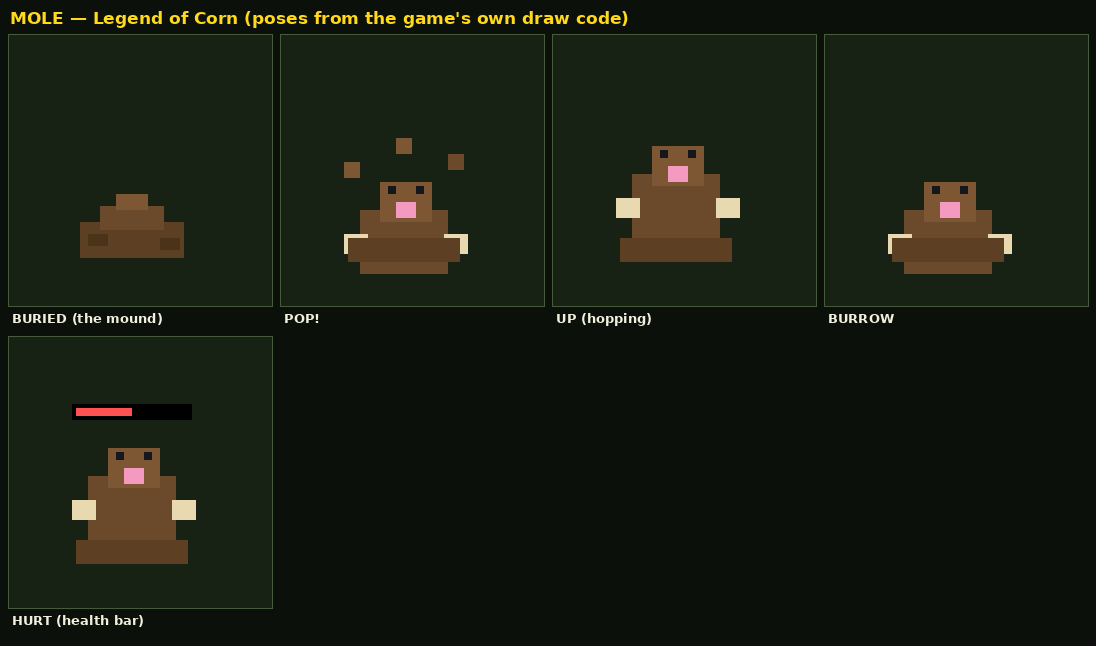 MOLE — Legend of Corn (poses from the game's own draw code)
BURIED (the mound)
POP!
UP (hopping)
BURROW
HURT (health bar)